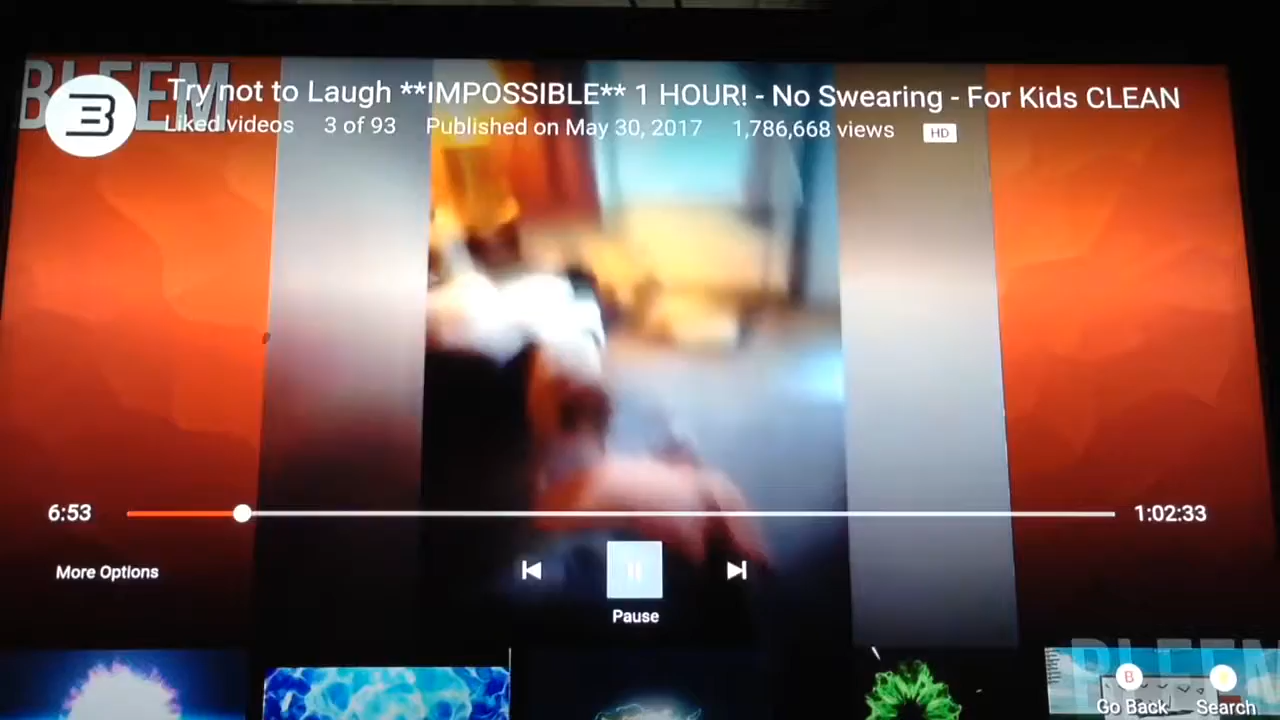 BLEEM
Try not to Laugh **IMPOSSIBLE** 1 HOUR! - No Swearing - For Kids CLEAN
Liked videos 3 of 93 Published on May 30, 2017 1,786,668 views HD
6:53 1:02:33
More Options
Pause
BLEEM
B
Go Back Search